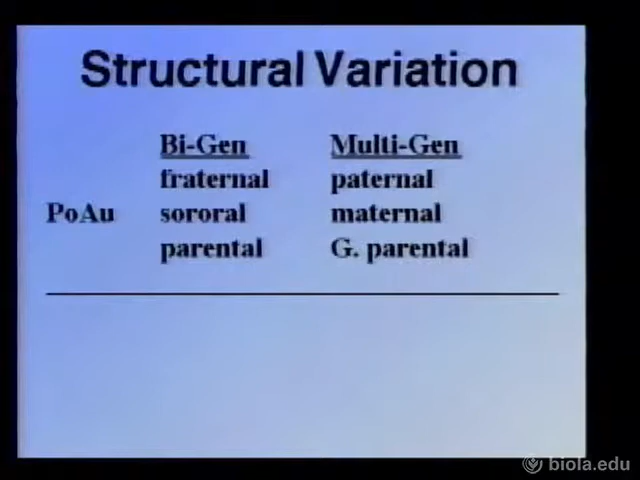 Structural Variation
Bi-Gen Multi-Gen
fraternal paternal
PoAu sororal maternal
parental G. parental
biola.edu